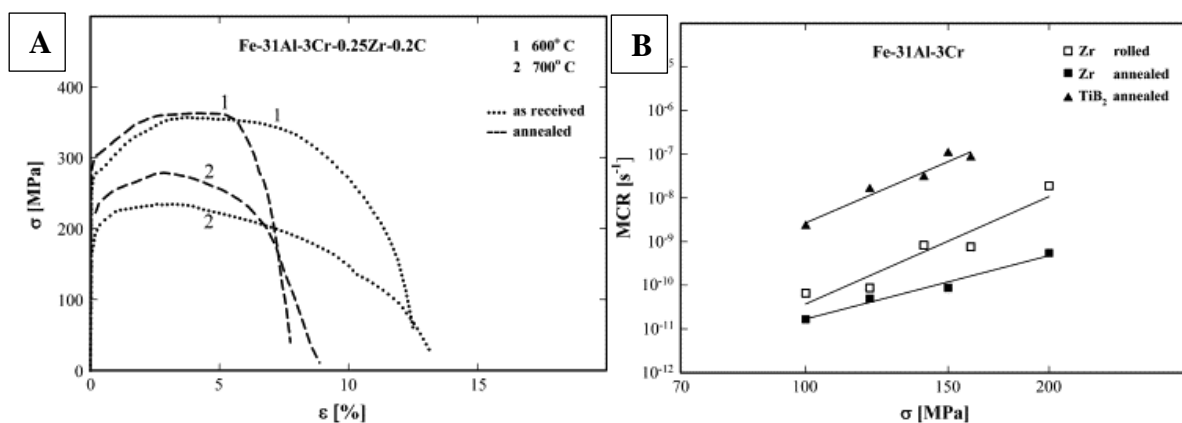 A
Fe-31Al-3Cr-0.25Zr-0.2C
1 600° C
2 700° C
as received
annealed
1
1
2
2
400
300
200
100
0
0
5
10
15
σ [MPa]
ε [%]
B
Fe-31Al-3Cr
Zr rolled
Zr annealed
TiB₂ annealed
10⁻⁵
10⁻⁶
10⁻⁷
10⁻⁸
10⁻⁹
10⁻¹⁰
10⁻¹¹
10⁻¹²
MCR [s⁻¹]
70
100
150
200
σ [MPa]